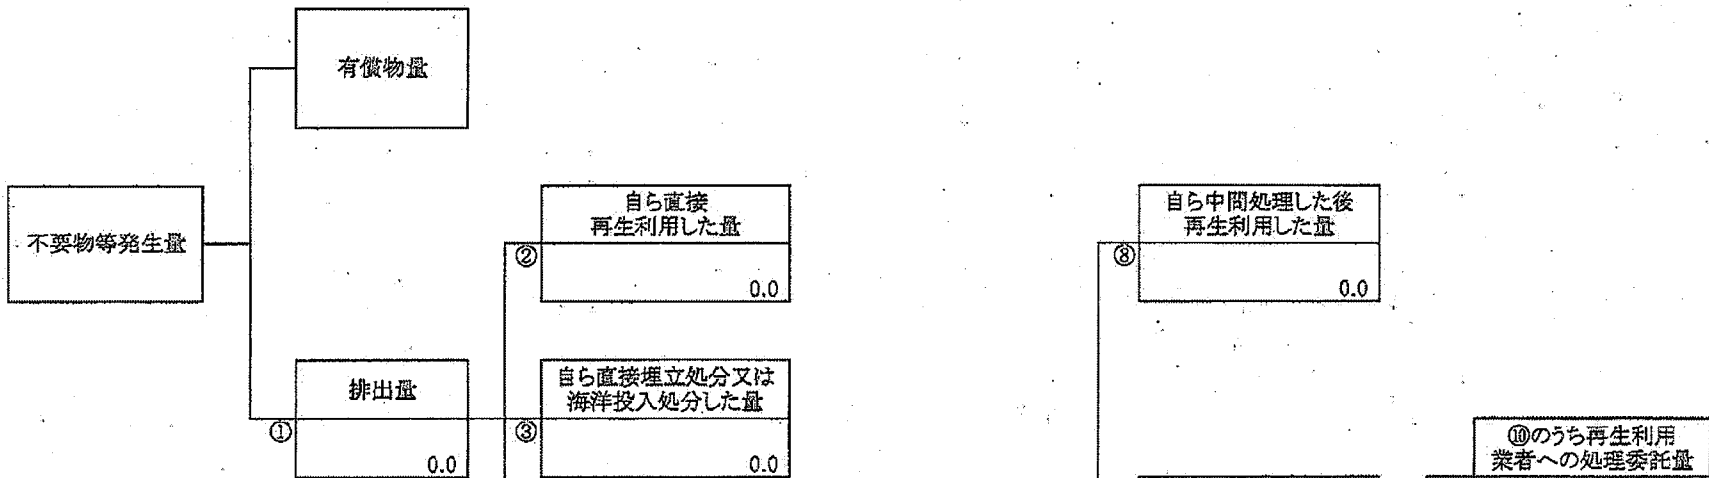 有償物量
不要物等発生量
自ら直接
再生利用した量
②
0.0
自ら中間処理した後
再生利用した量
⑧
0.0
排出量
①
0.0
自ら直接埋立処分又は
海洋投入処分した量
③
0.0
⑩のうち再生利用
業者への処理委託量